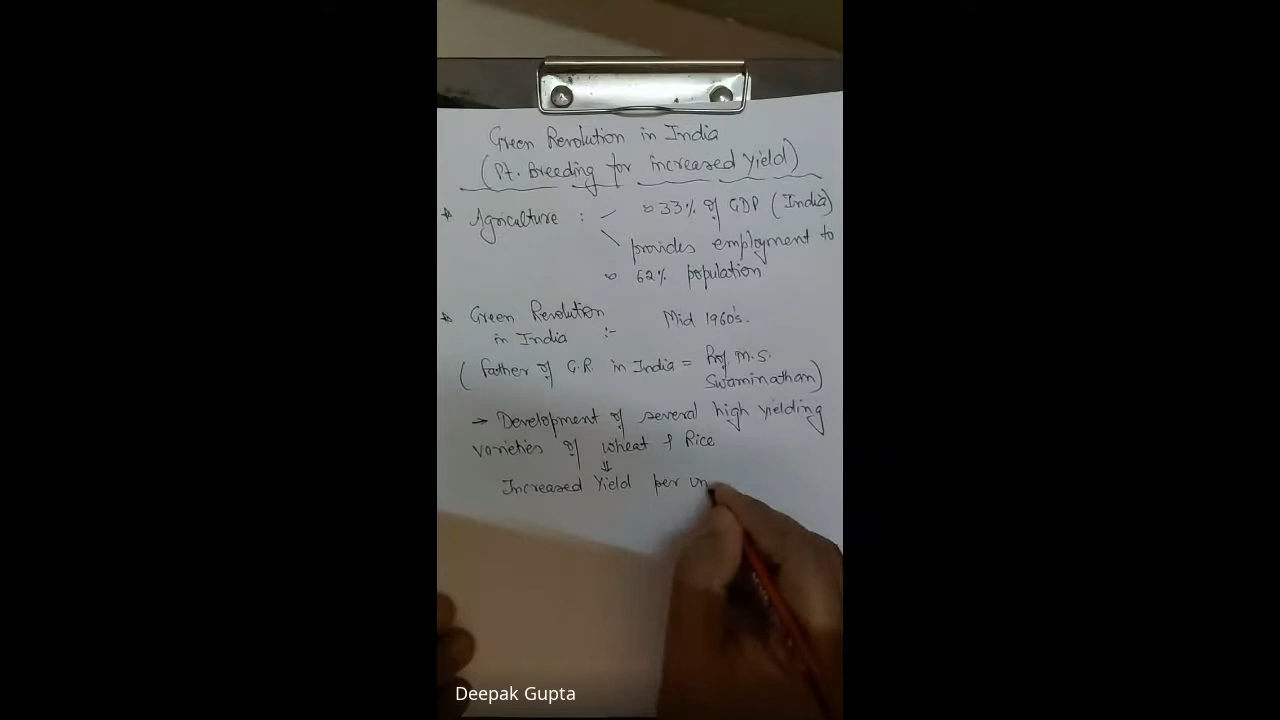 Green Revolution in India
(Pt. Breeding for increased yield)
* Agriculture : - ≈ 33% of GDP (India)
\ provides employment to
≈ 62% population
* Green Revolution Mid 1960's.
in India :-
(Father of G.R. in India = Prof M.S.
Swaminathan)
→ Development of several high yielding
varieties of wheat & Rice
⇓
Increased Yield per un
Deepak Gupta